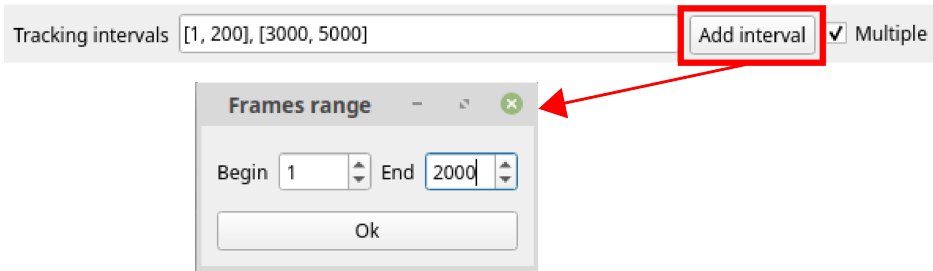 Tracking intervals [1, 200], [3000, 5000] Add interval Multiple
Frames range
Begin 1 End 2000
Ok